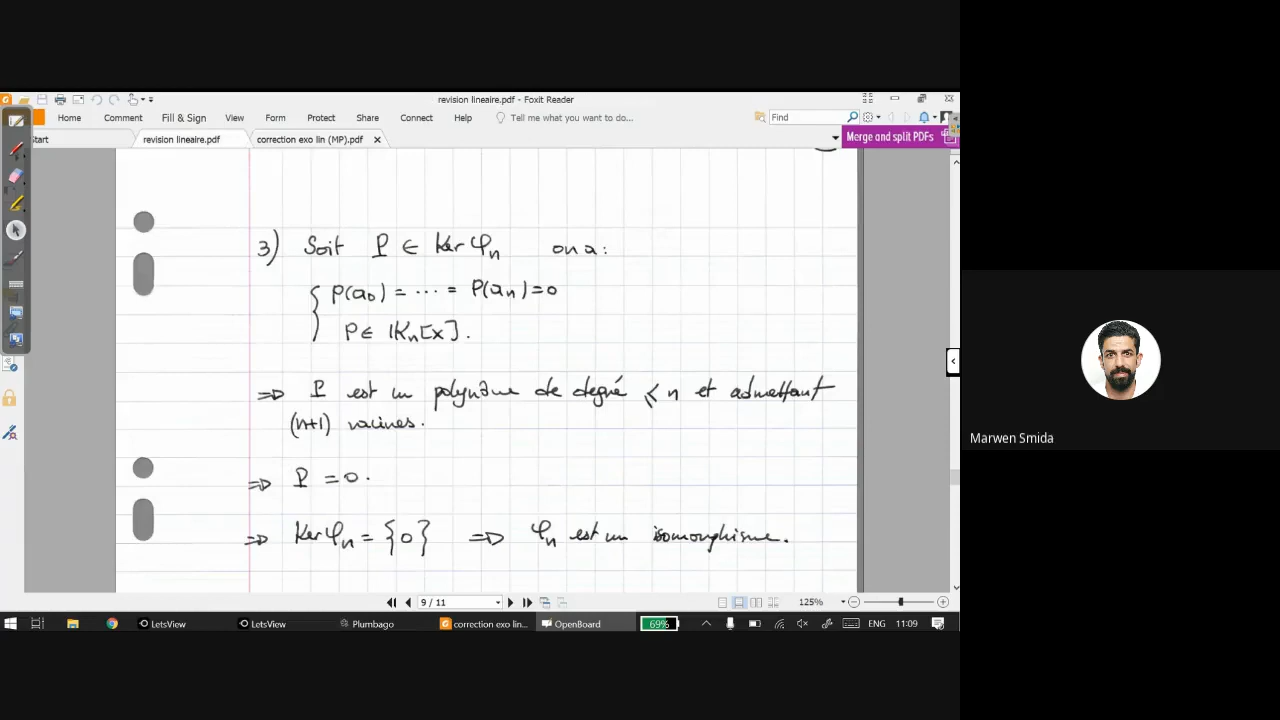 revision lineaire.pdf - Foxit Reader
Home Comment Fill & Sign View Form Protect Share Connect Help Tell me what you want to do... Find
Start revision lineaire.pdf correction exo lin (MP).pdf Merge and split PDFs
3) Soit P ∈ Ker φₙ on a :
{ P(a₀) = ⋯ = P(aₙ) = 0
P ∈ 𝕂ₙ[X].
⇒ P est un polynôme de degré ≤ n et admettant
(n+1) racines.
⇒ P = 0.
⇒ Ker φₙ = {0} ⇒ φₙ est un isomorphisme.
Marwen Smida
9 / 11 125%
LetsView LetsView Plumbago correction exo lin... OpenBoard 69% ENG 11:09